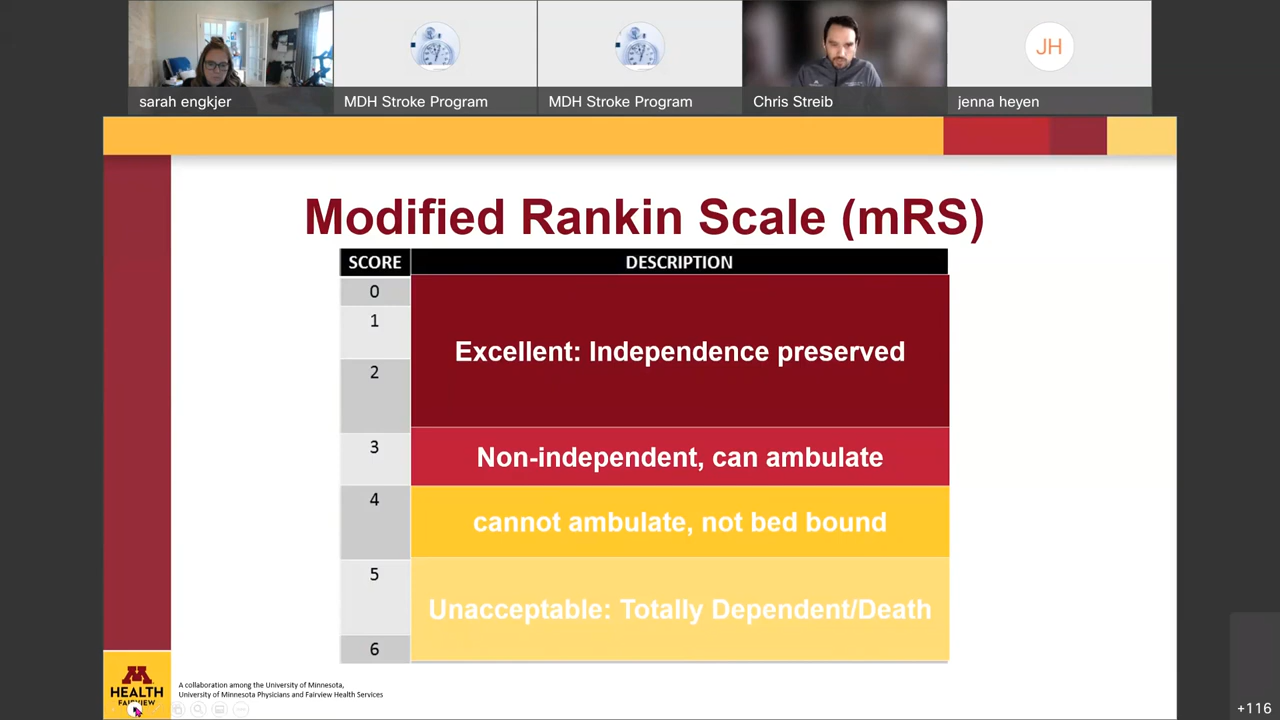 sarah engkjer
MDH Stroke Program
MDH Stroke Program
Chris Streib
JH
jenna heyen
Modified Rankin Scale (mRS)
SCORE DESCRIPTION
0
1
Excellent: Independence preserved
2
3 Non-independent, can ambulate
4 cannot ambulate, not bed bound
5
Unacceptable: Totally Dependent/Death
6
M
HEALTH
FAIRVIEW
A collaboration among the University of Minnesota,
University of Minnesota Physicians and Fairview Health Services
+116